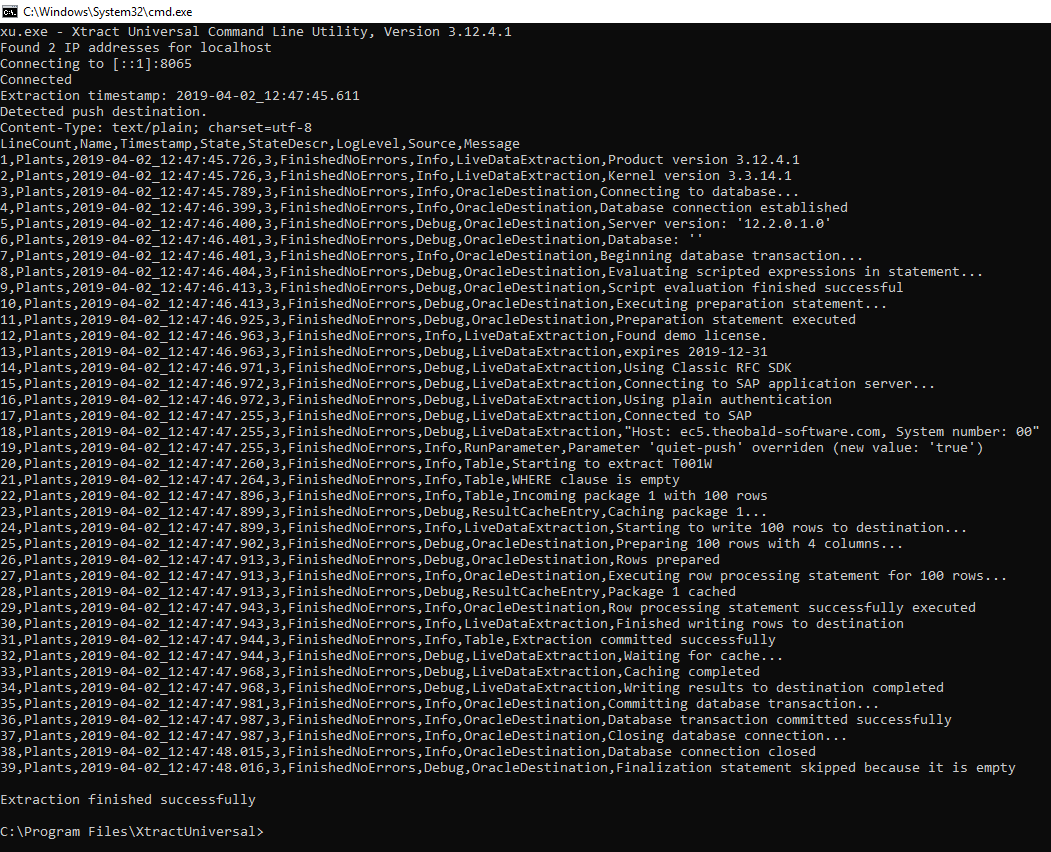 C:\Windows\System32\cmd.exe
xu.exe - Xtract Universal Command Line Utility, Version 3.12.4.1
Found 2 IP addresses for localhost
Connecting to [::1]:8065
Connected
Extraction timestamp: 2019-04-02_12:47:45.611
Detected push destination.
Content-Type: text/plain; charset=utf-8
LineCount,Name,Timestamp,State,StateDescr,LogLevel,Source,Message
1,Plants,2019-04-02_12:47:45.726,3,FinishedNoErrors,Info,LiveDataExtraction,Product version 3.12.4.1
2,Plants,2019-04-02_12:47:45.726,3,FinishedNoErrors,Info,LiveDataExtraction,Kernel version 3.3.14.1
3,Plants,2019-04-02_12:47:45.789,3,FinishedNoErrors,Info,OracleDestination,Connecting to database...
4,Plants,2019-04-02_12:47:46.399,3,FinishedNoErrors,Info,OracleDestination,Database connection established
5,Plants,2019-04-02_12:47:46.400,3,FinishedNoErrors,Debug,OracleDestination,Server version: '12.2.0.1.0'
6,Plants,2019-04-02_12:47:46.401,3,FinishedNoErrors,Debug,OracleDestination,Database: ''
7,Plants,2019-04-02_12:47:46.401,3,FinishedNoErrors,Info,OracleDestination,Beginning database transaction...
8,Plants,2019-04-02_12:47:46.404,3,FinishedNoErrors,Debug,OracleDestination,Evaluating scripted expressions in statement...
9,Plants,2019-04-02_12:47:46.413,3,FinishedNoErrors,Debug,OracleDestination,Script evaluation finished successful
10,Plants,2019-04-02_12:47:46.413,3,FinishedNoErrors,Debug,OracleDestination,Executing preparation statement...
11,Plants,2019-04-02_12:47:46.925,3,FinishedNoErrors,Debug,OracleDestination,Preparation statement executed
12,Plants,2019-04-02_12:47:46.963,3,FinishedNoErrors,Info,LiveDataExtraction,Found demo license.
13,Plants,2019-04-02_12:47:46.963,3,FinishedNoErrors,Debug,LiveDataExtraction,expires 2019-12-31
14,Plants,2019-04-02_12:47:46.971,3,FinishedNoErrors,Debug,LiveDataExtraction,Using Classic RFC SDK
15,Plants,2019-04-02_12:47:46.972,3,FinishedNoErrors,Debug,LiveDataExtraction,Connecting to SAP application server...
16,Plants,2019-04-02_12:47:46.972,3,FinishedNoErrors,Debug,LiveDataExtraction,Using plain authentication
17,Plants,2019-04-02_12:47:47.255,3,FinishedNoErrors,Debug,LiveDataExtraction,Connected to SAP
18,Plants,2019-04-02_12:47:47.255,3,FinishedNoErrors,Debug,LiveDataExtraction,"Host: ec5.theobald-software.com, System number: 00"
19,Plants,2019-04-02_12:47:47.255,3,FinishedNoErrors,Info,RunParameter,Parameter 'quiet-push' overriden (new value: 'true')
20,Plants,2019-04-02_12:47:47.260,3,FinishedNoErrors,Info,Table,Starting to extract T001W
21,Plants,2019-04-02_12:47:47.264,3,FinishedNoErrors,Info,Table,WHERE clause is empty
22,Plants,2019-04-02_12:47:47.896,3,FinishedNoErrors,Info,Table,Incoming package 1 with 100 rows
23,Plants,2019-04-02_12:47:47.899,3,FinishedNoErrors,Debug,ResultCacheEntry,Caching package 1...
24,Plants,2019-04-02_12:47:47.899,3,FinishedNoErrors,Info,LiveDataExtraction,Starting to write 100 rows to destination...
25,Plants,2019-04-02_12:47:47.902,3,FinishedNoErrors,Debug,OracleDestination,Preparing 100 rows with 4 columns...
26,Plants,2019-04-02_12:47:47.913,3,FinishedNoErrors,Debug,OracleDestination,Rows prepared
27,Plants,2019-04-02_12:47:47.913,3,FinishedNoErrors,Info,OracleDestination,Executing row processing statement for 100 rows...
28,Plants,2019-04-02_12:47:47.913,3,FinishedNoErrors,Debug,ResultCacheEntry,Package 1 cached
29,Plants,2019-04-02_12:47:47.943,3,FinishedNoErrors,Info,OracleDestination,Row processing statement successfully executed
30,Plants,2019-04-02_12:47:47.943,3,FinishedNoErrors,Info,LiveDataExtraction,Finished writing rows to destination
31,Plants,2019-04-02_12:47:47.944,3,FinishedNoErrors,Info,Table,Extraction committed successfully
32,Plants,2019-04-02_12:47:47.944,3,FinishedNoErrors,Debug,LiveDataExtraction,Waiting for cache...
33,Plants,2019-04-02_12:47:47.968,3,FinishedNoErrors,Debug,LiveDataExtraction,Caching completed
34,Plants,2019-04-02_12:47:47.968,3,FinishedNoErrors,Debug,LiveDataExtraction,Writing results to destination completed
35,Plants,2019-04-02_12:47:47.981,3,FinishedNoErrors,Info,OracleDestination,Committing database transaction...
36,Plants,2019-04-02_12:47:47.987,3,FinishedNoErrors,Info,OracleDestination,Database transaction committed successfully
37,Plants,2019-04-02_12:47:47.987,3,FinishedNoErrors,Info,OracleDestination,Closing database connection...
38,Plants,2019-04-02_12:47:48.015,3,FinishedNoErrors,Info,OracleDestination,Database connection closed
39,Plants,2019-04-02_12:47:48.016,3,FinishedNoErrors,Debug,OracleDestination,Finalization statement skipped because it is empty
Extraction finished successfully
C:\Program Files\XtractUniversal>